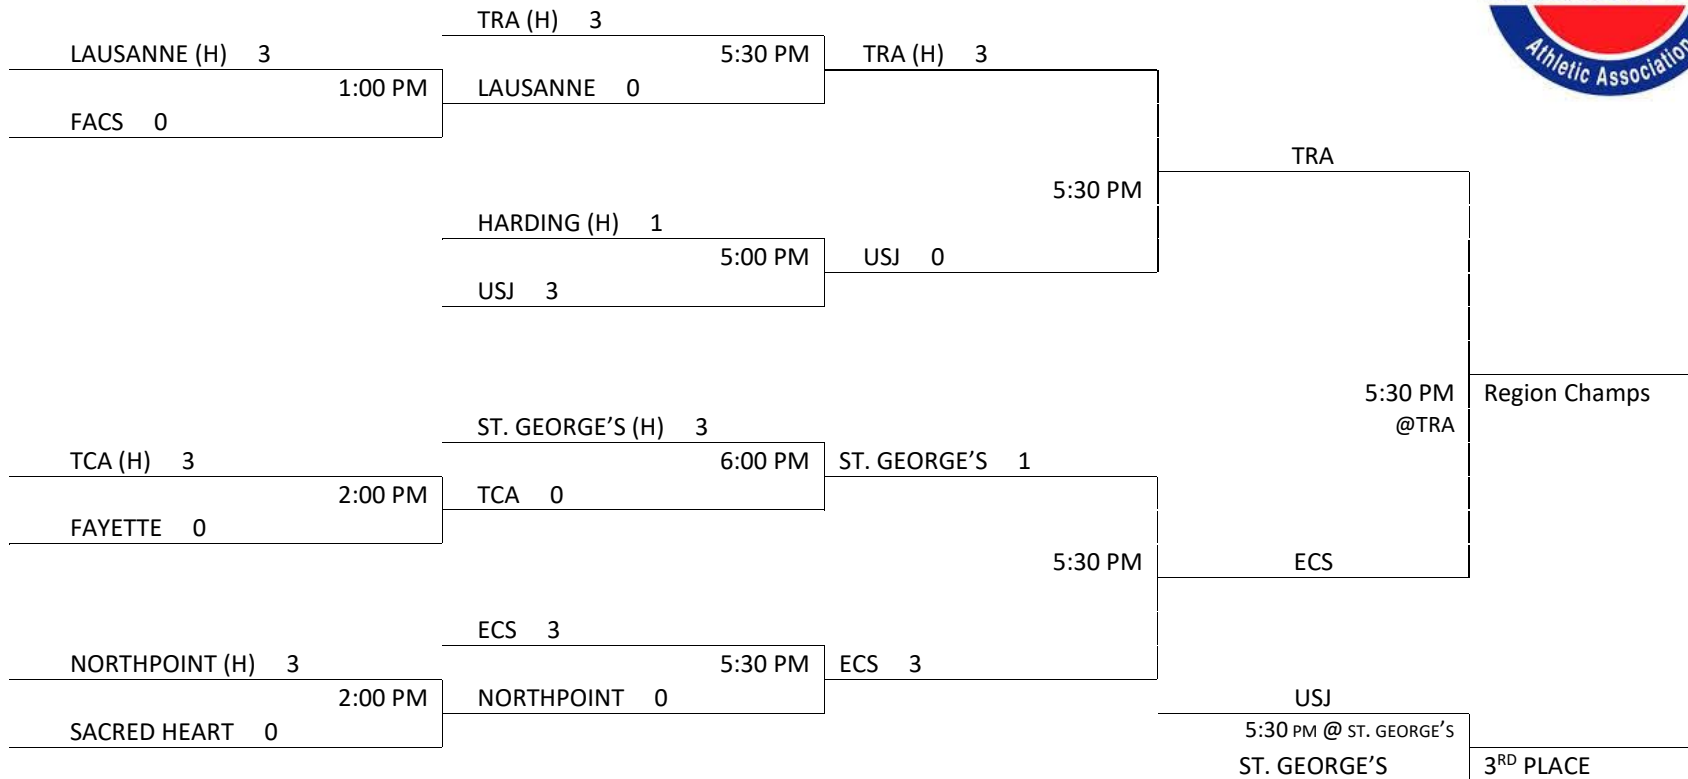 TRA (H) 3
LAUSANNE (H) 3
5:30 PM
TRA (H) 3
1:00 PM
LAUSANNE 0
FACS 0
Athletic Association
TRA
5:30 PM
HARDING (H) 1
5:00 PM
USJ 0
USJ 3
5:30 PM
@TRA
Region Champs
ST. GEORGE'S (H) 3
TCA (H) 3
6:00 PM
ST. GEORGE'S 1
2:00 PM
TCA 0
FAYETTE 0
5:30 PM
ECS
ECS 3
NORTHPOINT (H) 3
5:30 PM
ECS 3
2:00 PM
NORTHPOINT 0
USJ
SACRED HEART 0
5:30 PM @ ST. GEORGE'S
ST. GEORGE'S
3RD PLACE